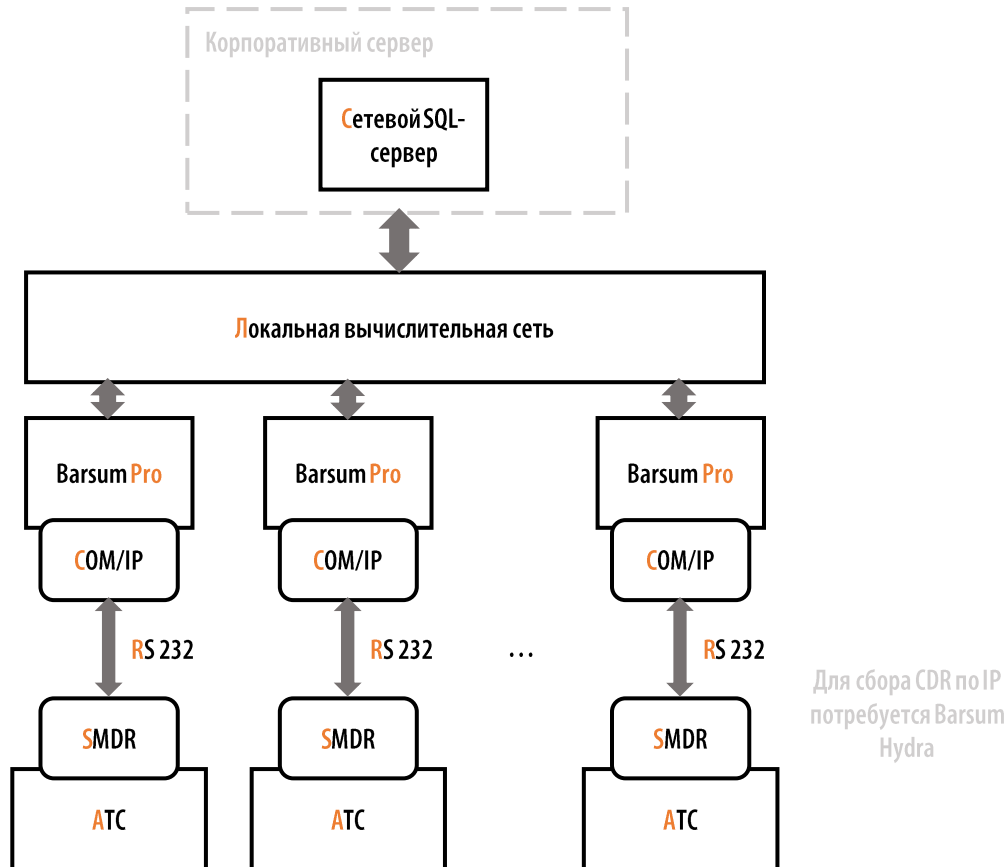 Корпоративный сервер
Сетевой SQL-
сервер
Локальная вычислительная сеть
Barsum Pro
Barsum Pro
Barsum Pro
COM/IP
COM/IP
COM/IP
RS 232
RS 232
...
RS 232
Для сбора CDR по IP
потребуется Barsum
Hydra
SMDR
SMDR
SMDR
АТС
АТС
АТС